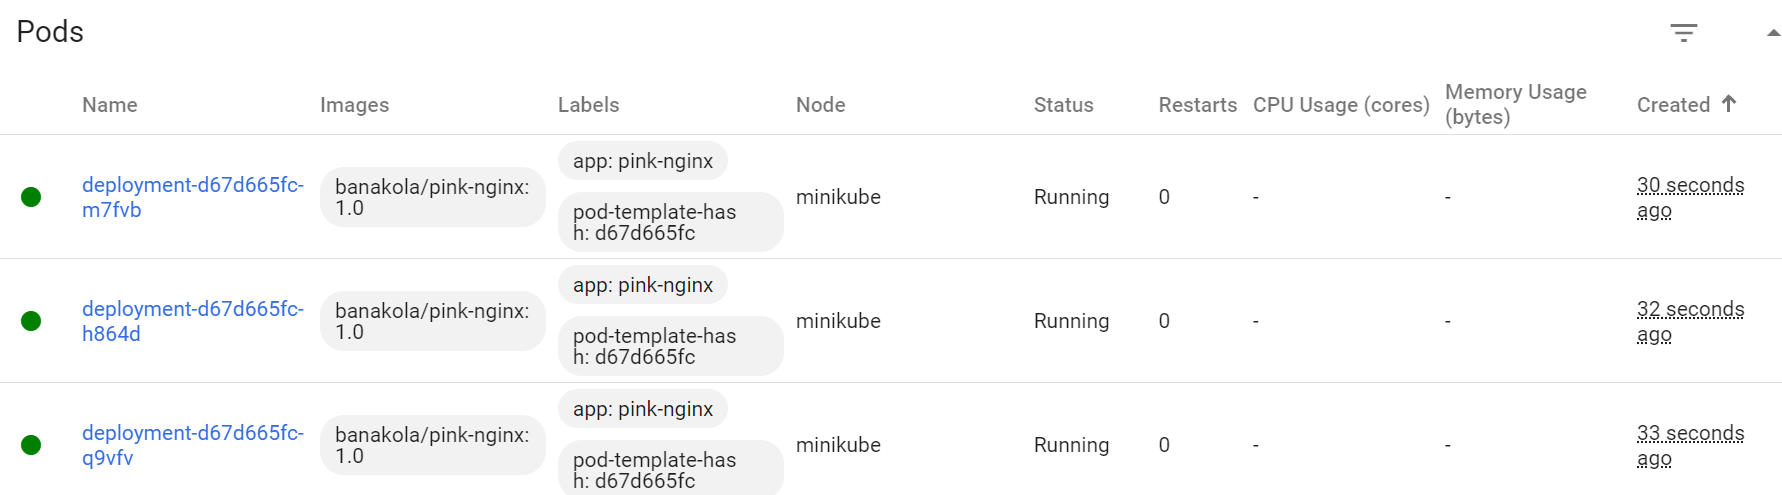 Pods
Name Images Labels Node Status Restarts CPU Usage (cores) Memory Usage (bytes) Created
deployment-d67d665fc-
m7fvb
banakola/pink-nginx:
1.0
app: pink-nginx
pod-template-has
h: d67d665fc
minikube
Running
0
-
-
30 seconds
ago
deployment-d67d665fc-
h864d
banakola/pink-nginx:
1.0
app: pink-nginx
pod-template-has
h: d67d665fc
minikube
Running
0
-
-
32 seconds
ago
deployment-d67d665fc-
q9vfv
banakola/pink-nginx:
1.0
app: pink-nginx
pod-template-has
h: d67d665fc
minikube
Running
0
-
-
33 seconds
ago